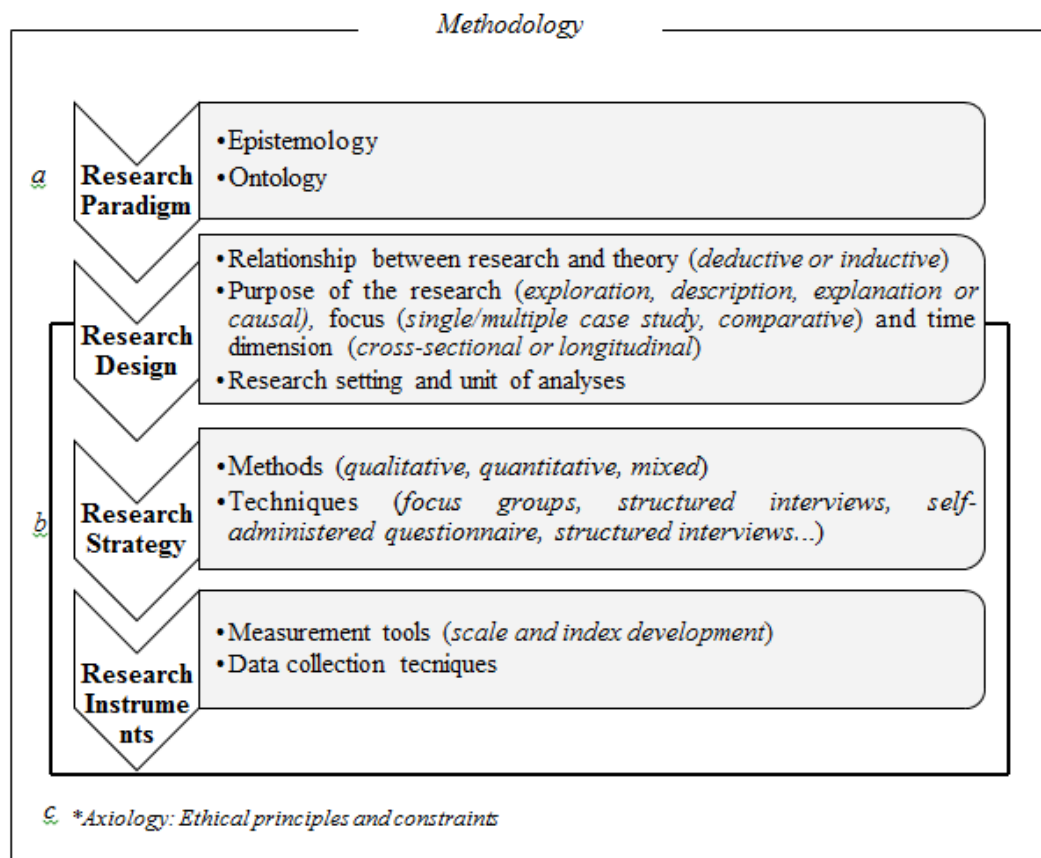 Methodology
a
Research
Paradigm
•Epistemology
•Ontology
Research
Design
•Relationship between research and theory (deductive or inductive)
•Purpose of the research (exploration, description, explanation or
causal), focus (single/multiple case study, comparative) and time
dimension (cross-sectional or longitudinal)
•Research setting and unit of analyses
b
Research
Strategy
•Methods (qualitative, quantitative, mixed)
•Techniques (focus groups, structured interviews, self-
administered questionnaire, structured interviews...)
Research
Instrume
nts
•Measurement tools (scale and index development)
•Data collection tecniques
c *Axiology: Ethical principles and constraints